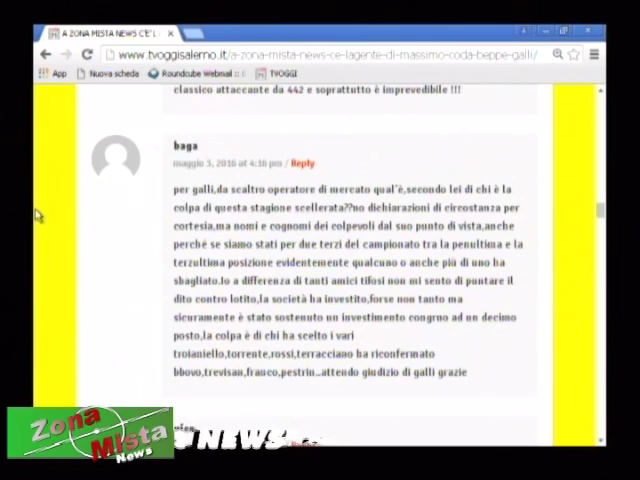 A ZONA MISTA NEWS C'E' L
www.tvoggisalerno.it/a-zona-mista-news-ce-lagente-di-massimo-coda-beppe-galli/
App Nuova scheda Roundcube Webmail :: TVOGGI
classico attaccante da 442 e soprattutto è imprevedibile !!!
baga
maggio 3, 2016 at 4:16 pm / Reply
per galli,da scaltro operatore di mercato qual'è,secondo lei di chi è la
colpa di questa stagione scellerata??no dichiarazioni di circostanza per
cortesia,ma nomi e cognomi dei colpevoli dal suo punto di vista,anche
perché se siamo stati per due terzi del campionato tra la penultima e la
terzultima posizione evidentemente qualcuno o anche più di uno ha
sbagliato.Io a differenza di tanti amici tifosi non mi sento di puntare il
dito contro lotito,la società ha investito,forse non tanto ma
sicuramente è stato sostenuto un investimento congruo ad un decimo
posto,la colpa è di chi ha scelto i vari
troianiello,torrente,rossi,terracciano ha riconfermato
bbovo,trevisan,franco,pestrin...attendo giudizio di galli grazie
Zona
Mista
News
NEWS